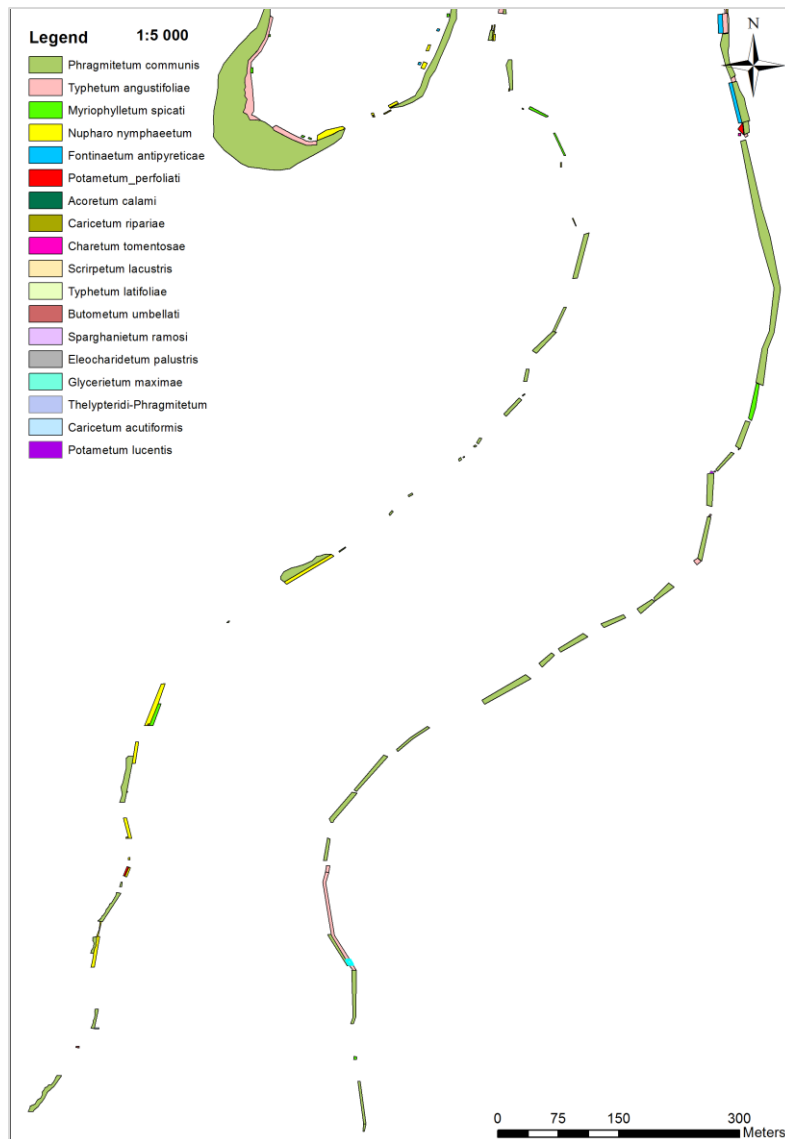 Legend 1:5 000
N
Phragmitetum communis
Typhetum angustifoliae
Myriophylletum spicati
Nupharo nymphaeetum
Fontinaetum antipyreticae
Potametum_perfoliati
Acoretum calami
Caricetum ripariae
Charetum tomentosae
Scrirpetum lacustris
Typhetum latifoliae
Butometum umbellati
Sparghanietum ramosi
Eleocharidetum palustris
Glycerietum maximae
Thelypteridi-Phragmitetum
Caricetum acutiformis
Potametum lucentis
0 75 150 300
Meters